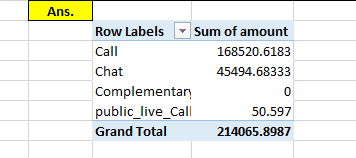 Ans.
Row Labels Sum of amount
Call 168520.6183
Chat 45494.68333
Complementary 0
public_live_Call 50.597
Grand Total 214065.8987